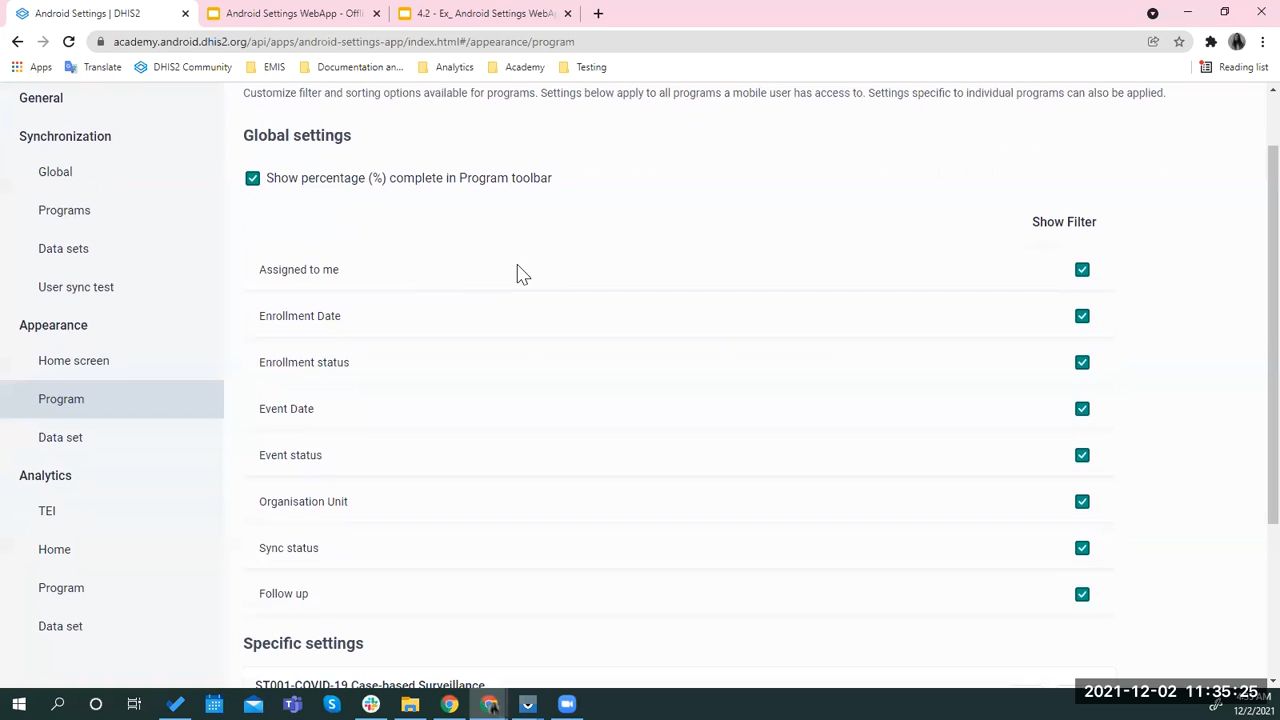 Android Settings | DHIS2
Android Settings WebApp - Offli
4.2 - Ex_ Android Settings WebA
academy.android.dhis2.org/api/apps/android-settings-app/index.html#/appearance/program
Apps
Translate
DHIS2 Community
EMIS
Documentation an...
Analytics
Academy
Testing
Reading list
General
Synchronization
Global
Programs
Data sets
User sync test
Appearance
Home screen
Program
Data set
Analytics
TEI
Home
Program
Data set
Customize filter and sorting options available for programs. Settings below apply to all programs a mobile user has access to. Settings specific to individual programs can also be applied.
Global settings
Show percentage (%) complete in Program toolbar
Show Filter
Assigned to me
Enrollment Date
Enrollment status
Event Date
Event status
Organisation Unit
Sync status
Follow up
Specific settings
ST001-COVID-19 Case-based Surveillance
2021-12-02 11:35:25
12/2/2021